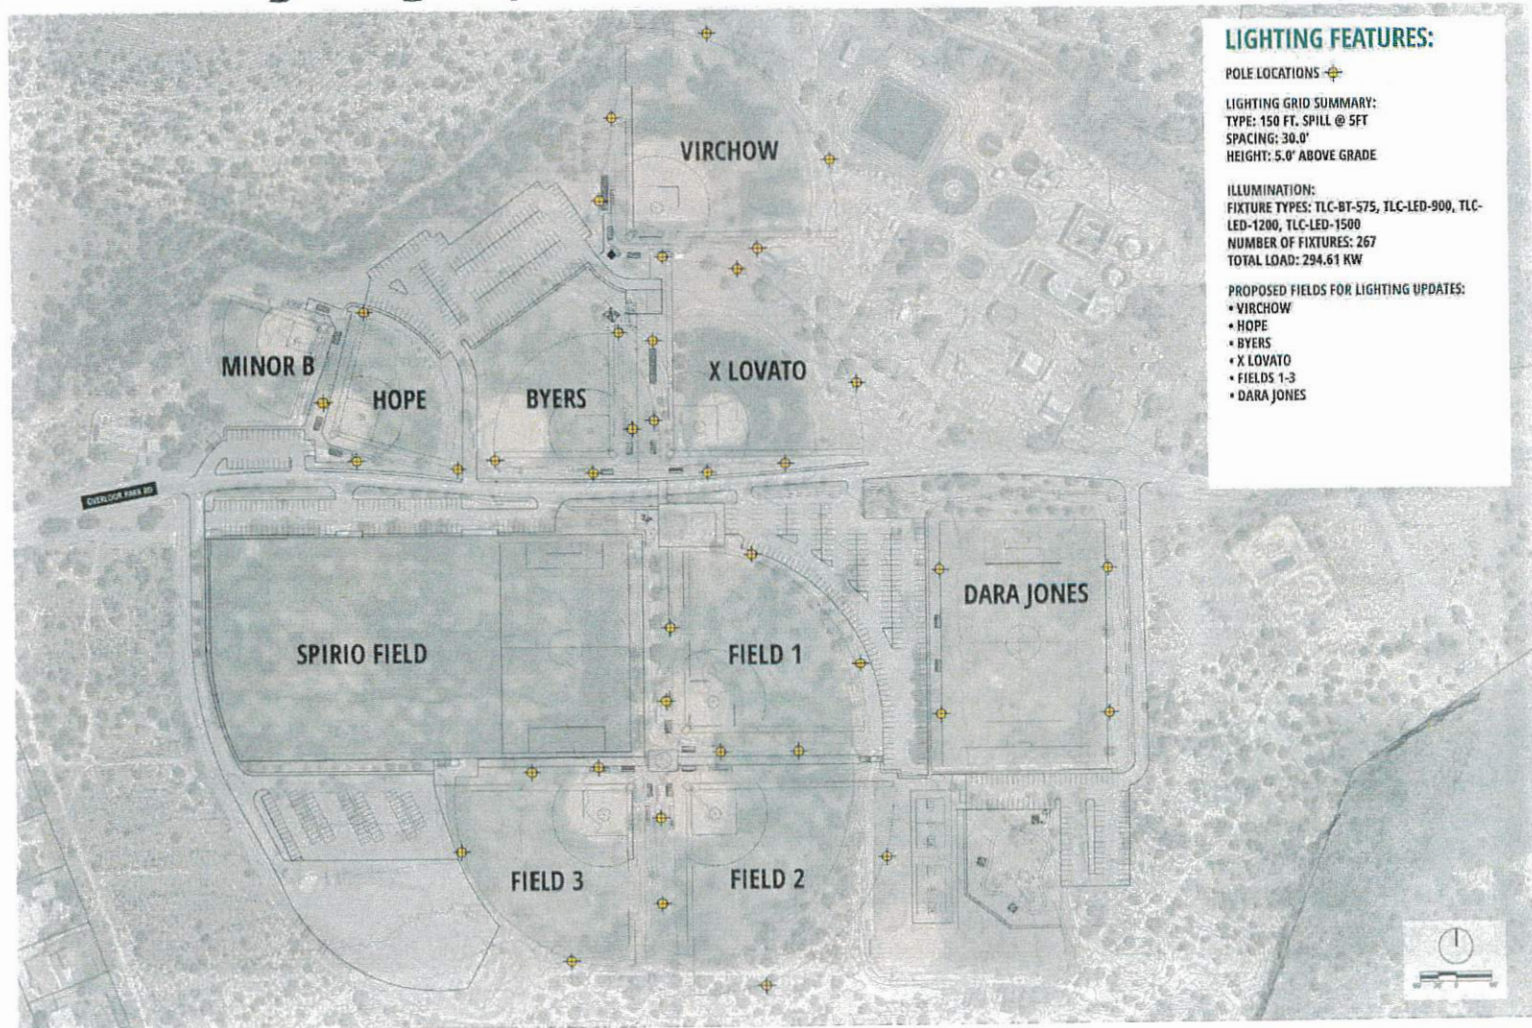 LIGHTING FEATURES:
POLE LOCATIONS
LIGHTING GRID SUMMARY:
TYPE: 150 FT. SPILL @ 5FT
SPACING: 30.0'
HEIGHT: 5.0' ABOVE GRADE
ILLUMINATION:
FIXTURE TYPES: TLC-BT-575, TLC-LED-900, TLC-
LED-1200, TLC-LED-1500
NUMBER OF FIXTURES: 267
TOTAL LOAD: 294.61 KW
PROPOSED FIELDS FOR LIGHTING UPDATES:
• VIRCHOW
• HOPE
• BYERS
• X LOVATO
• FIELDS 1-3
• DARA JONES
VIRCHOW
MINOR B
HOPE
BYERS
X LOVATO
OVERLOOK PARK RD
SPIRIO FIELD
FIELD 1
DARA JONES
FIELD 3
FIELD 2